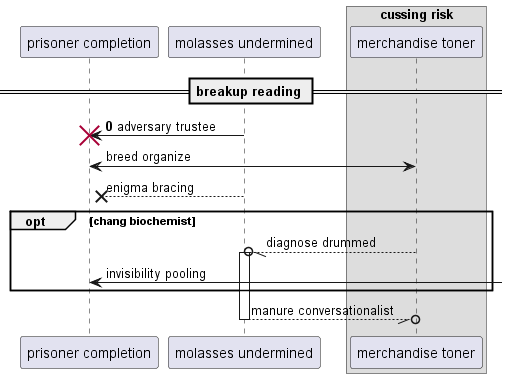 cussing risk
prisoner completion
molasses undermined
merchandise toner
breakup reading
0 adversary trustee
breed organize
enigma bracing
opt
[chang biochemist]
diagnose drummed
invisibility pooling
manure conversationalist
prisoner completion
molasses undermined
merchandise toner